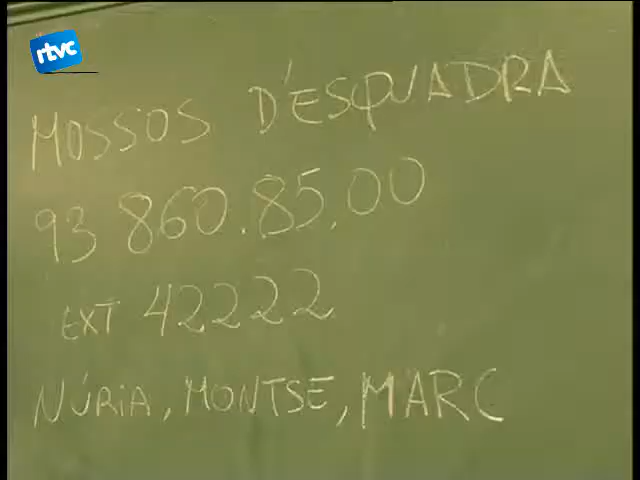 rtvc
MOSSOS D'ESQUADRA
93 860.85.00
EXT 42222
NÚRiA, MONTSE, MARC